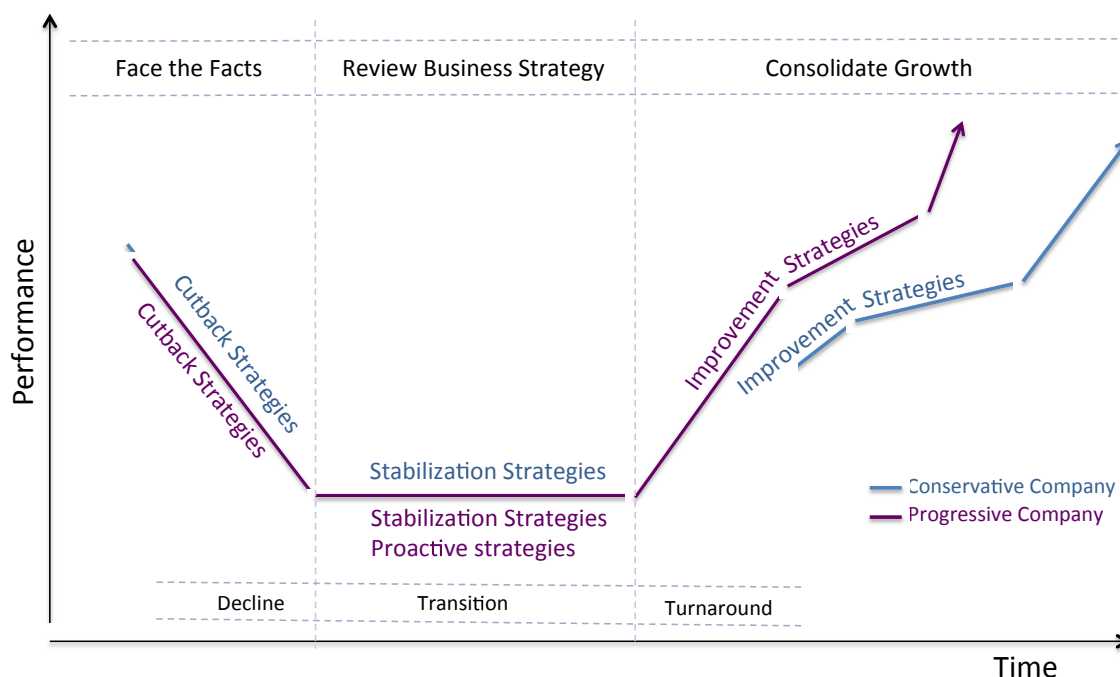 Face the Facts
Review Business Strategy
Consolidate Growth
Performance
Cutback Strategies
Cutback Strategies
Stabilization Strategies
Stabilization Strategies
Proactive strategies
Improvement Strategies
Improvement Strategies
Conservative Company
Progressive Company
Decline
Transition
Turnaround
Time